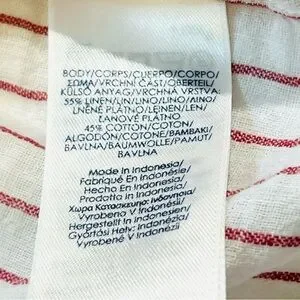 BODY/CORPS/CUERPO/CORPO/
ΣΩΜΑ/VRCHNÍ ČÁST/OBERTEIL/
KÜLSŐ ANYAG/VRCHNÁ VRSTVA:
55% LINEN/LIN/LINO/LINO/ΛΙΝΟ/
LNĚNÉ PLÁTNO/LEINEN/LEN/
ĽANOVÉ PLÁTNO
45% COTTON/COTON/
ALGODÓN/COTONE/ΒΑΜΒΑΚΙ/
BAVLNA/BAUMWOLLE/PAMUT/
BAVLNA
Made In Indonesia/
Fabriqué En Indonésie/
Hecho En Indonesia/
Prodotto In Indonesia/
Χώρα Κατασκευής: Ινδονησία/
Vyrobeno V Indonésii/
Hergestellt In Indonesien/
Gyártási Hely: Indonézia/
Vyrobené V Indonézii